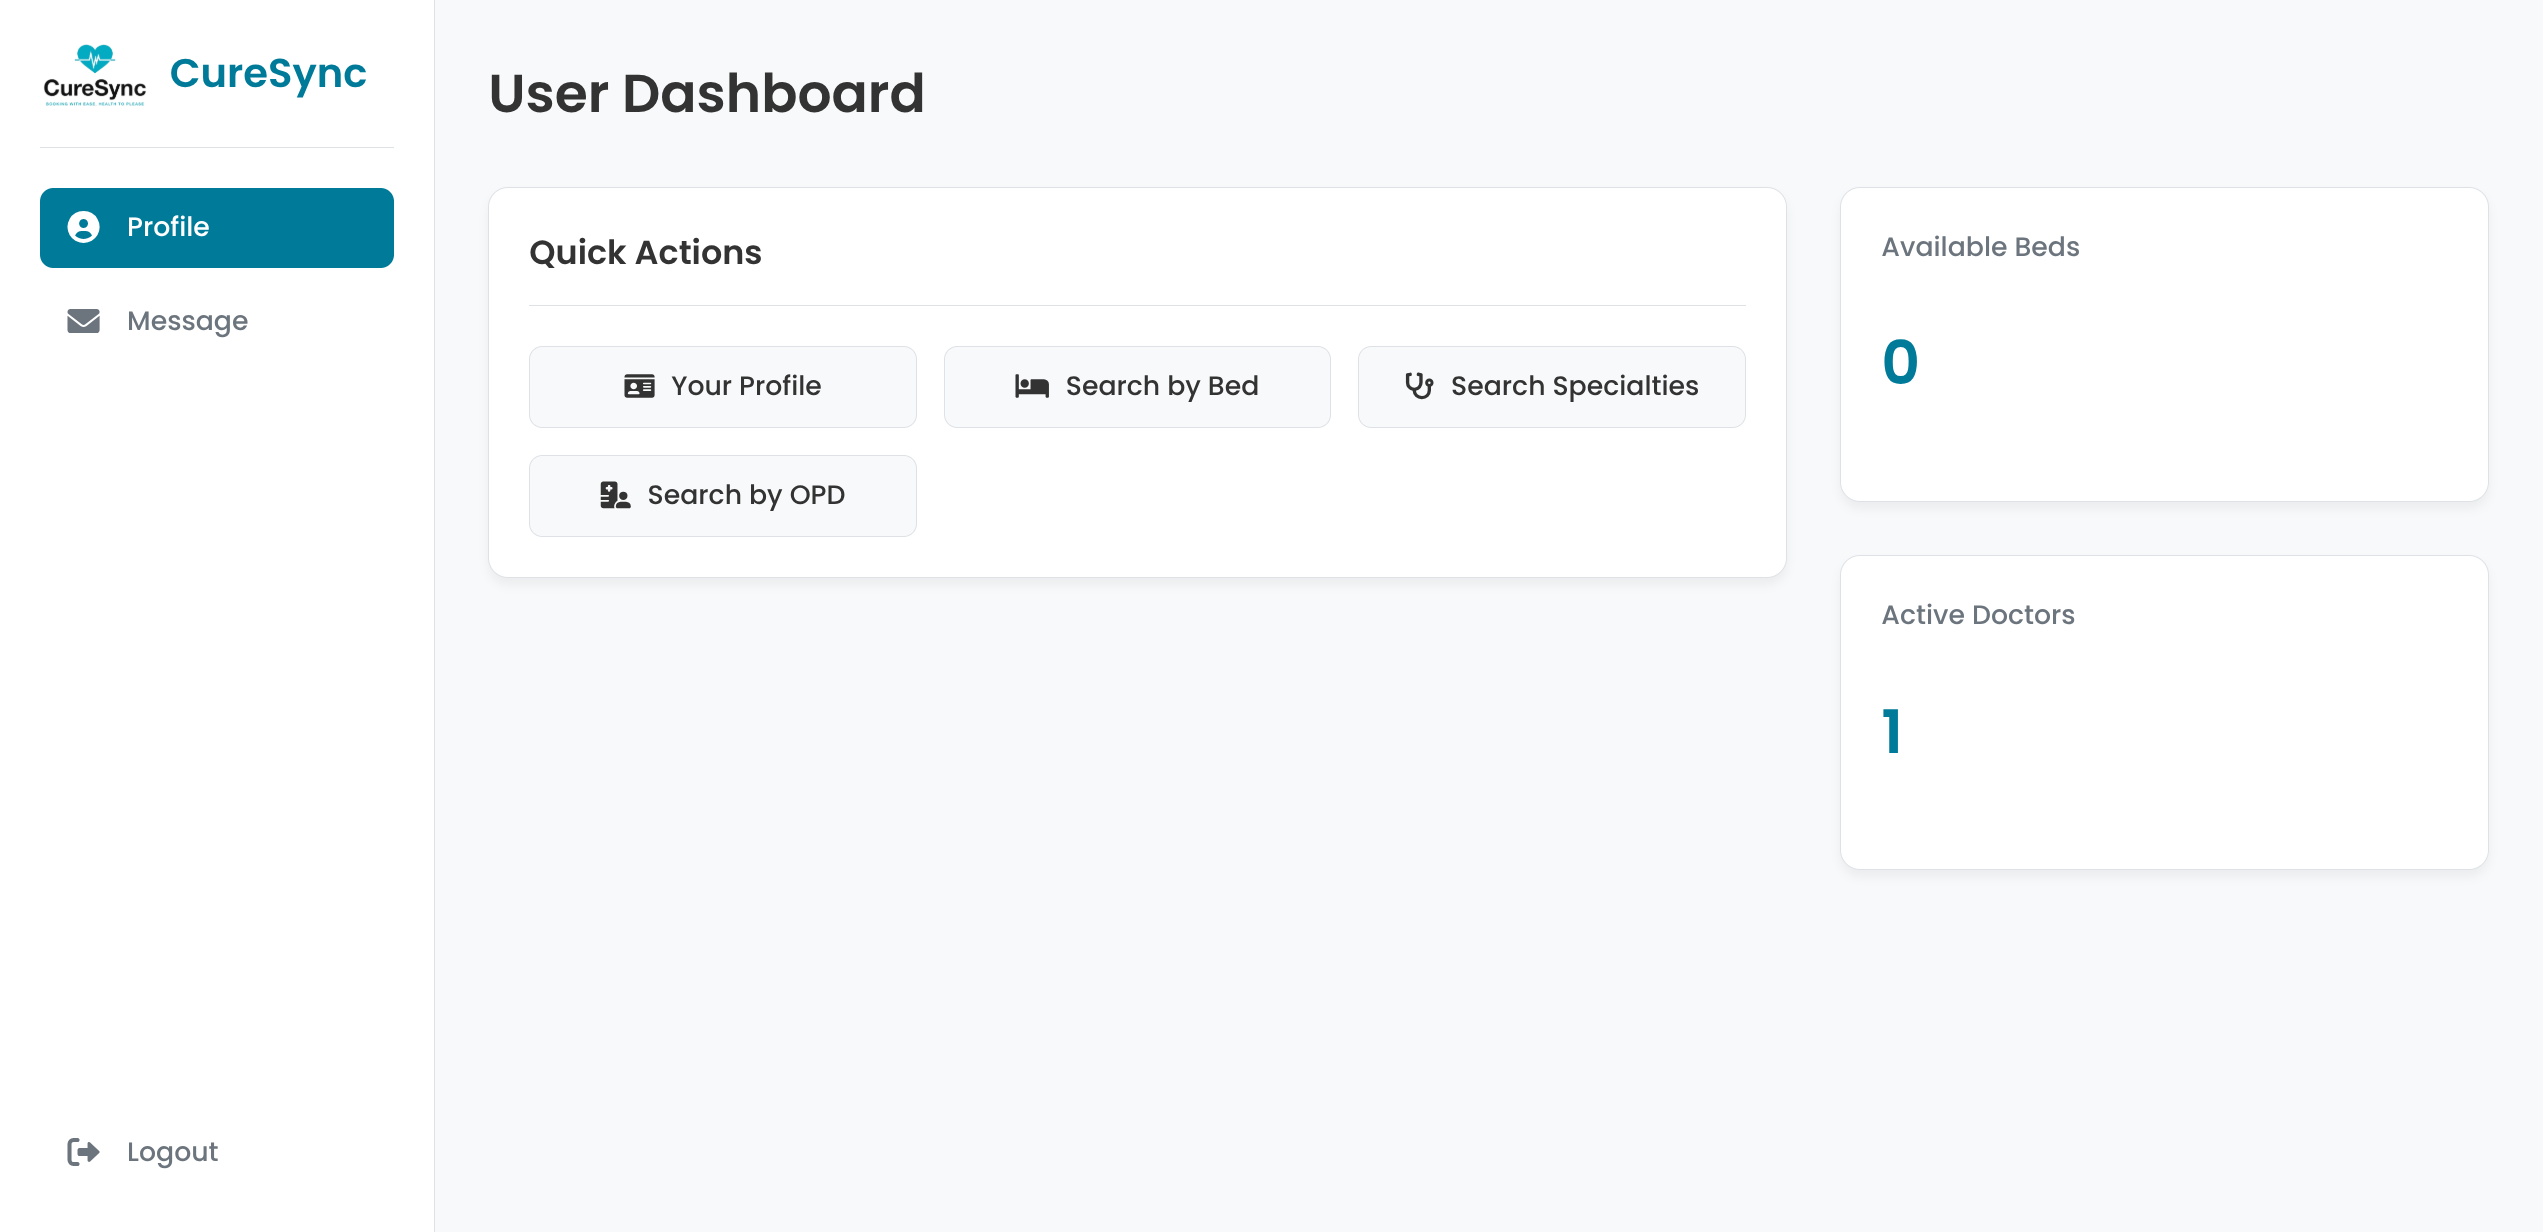 CureSync
CureSync
Profile
Message
Logout
User Dashboard
Quick Actions
Your Profile
Search by Bed
Search Specialties
Search by OPD
Available Beds
0
Active Doctors
1